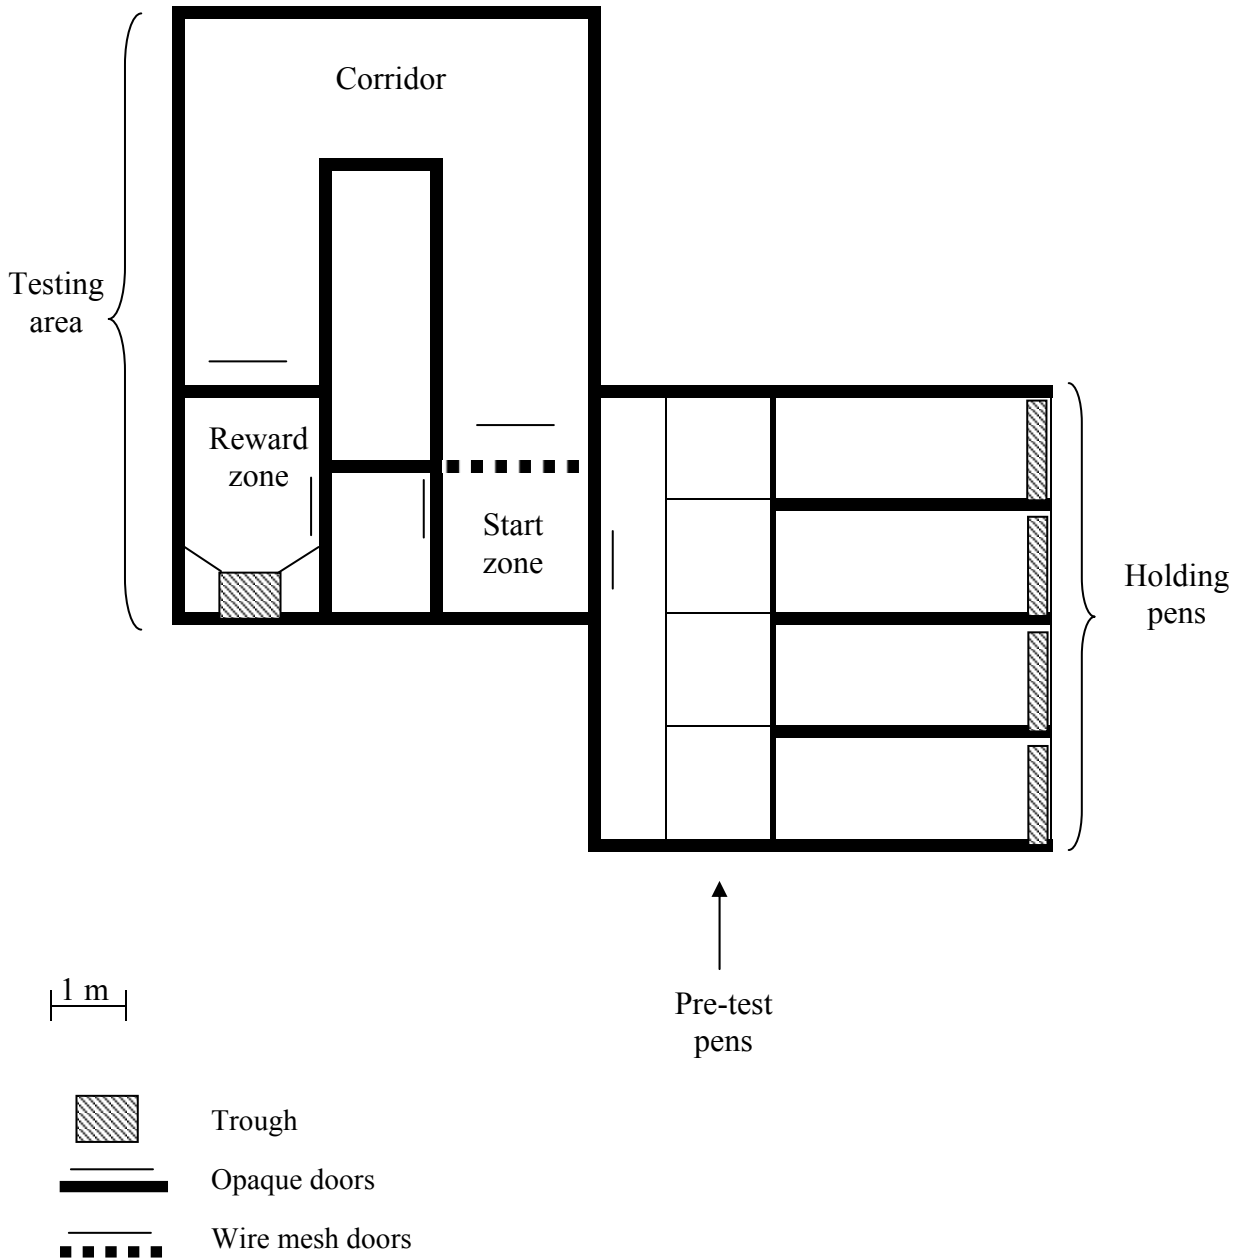 Corridor
Testing
area
Reward
zone
Start
zone
Holding
pens
1 m
Pre-test
pens
Trough
Opaque doors
Wire mesh doors